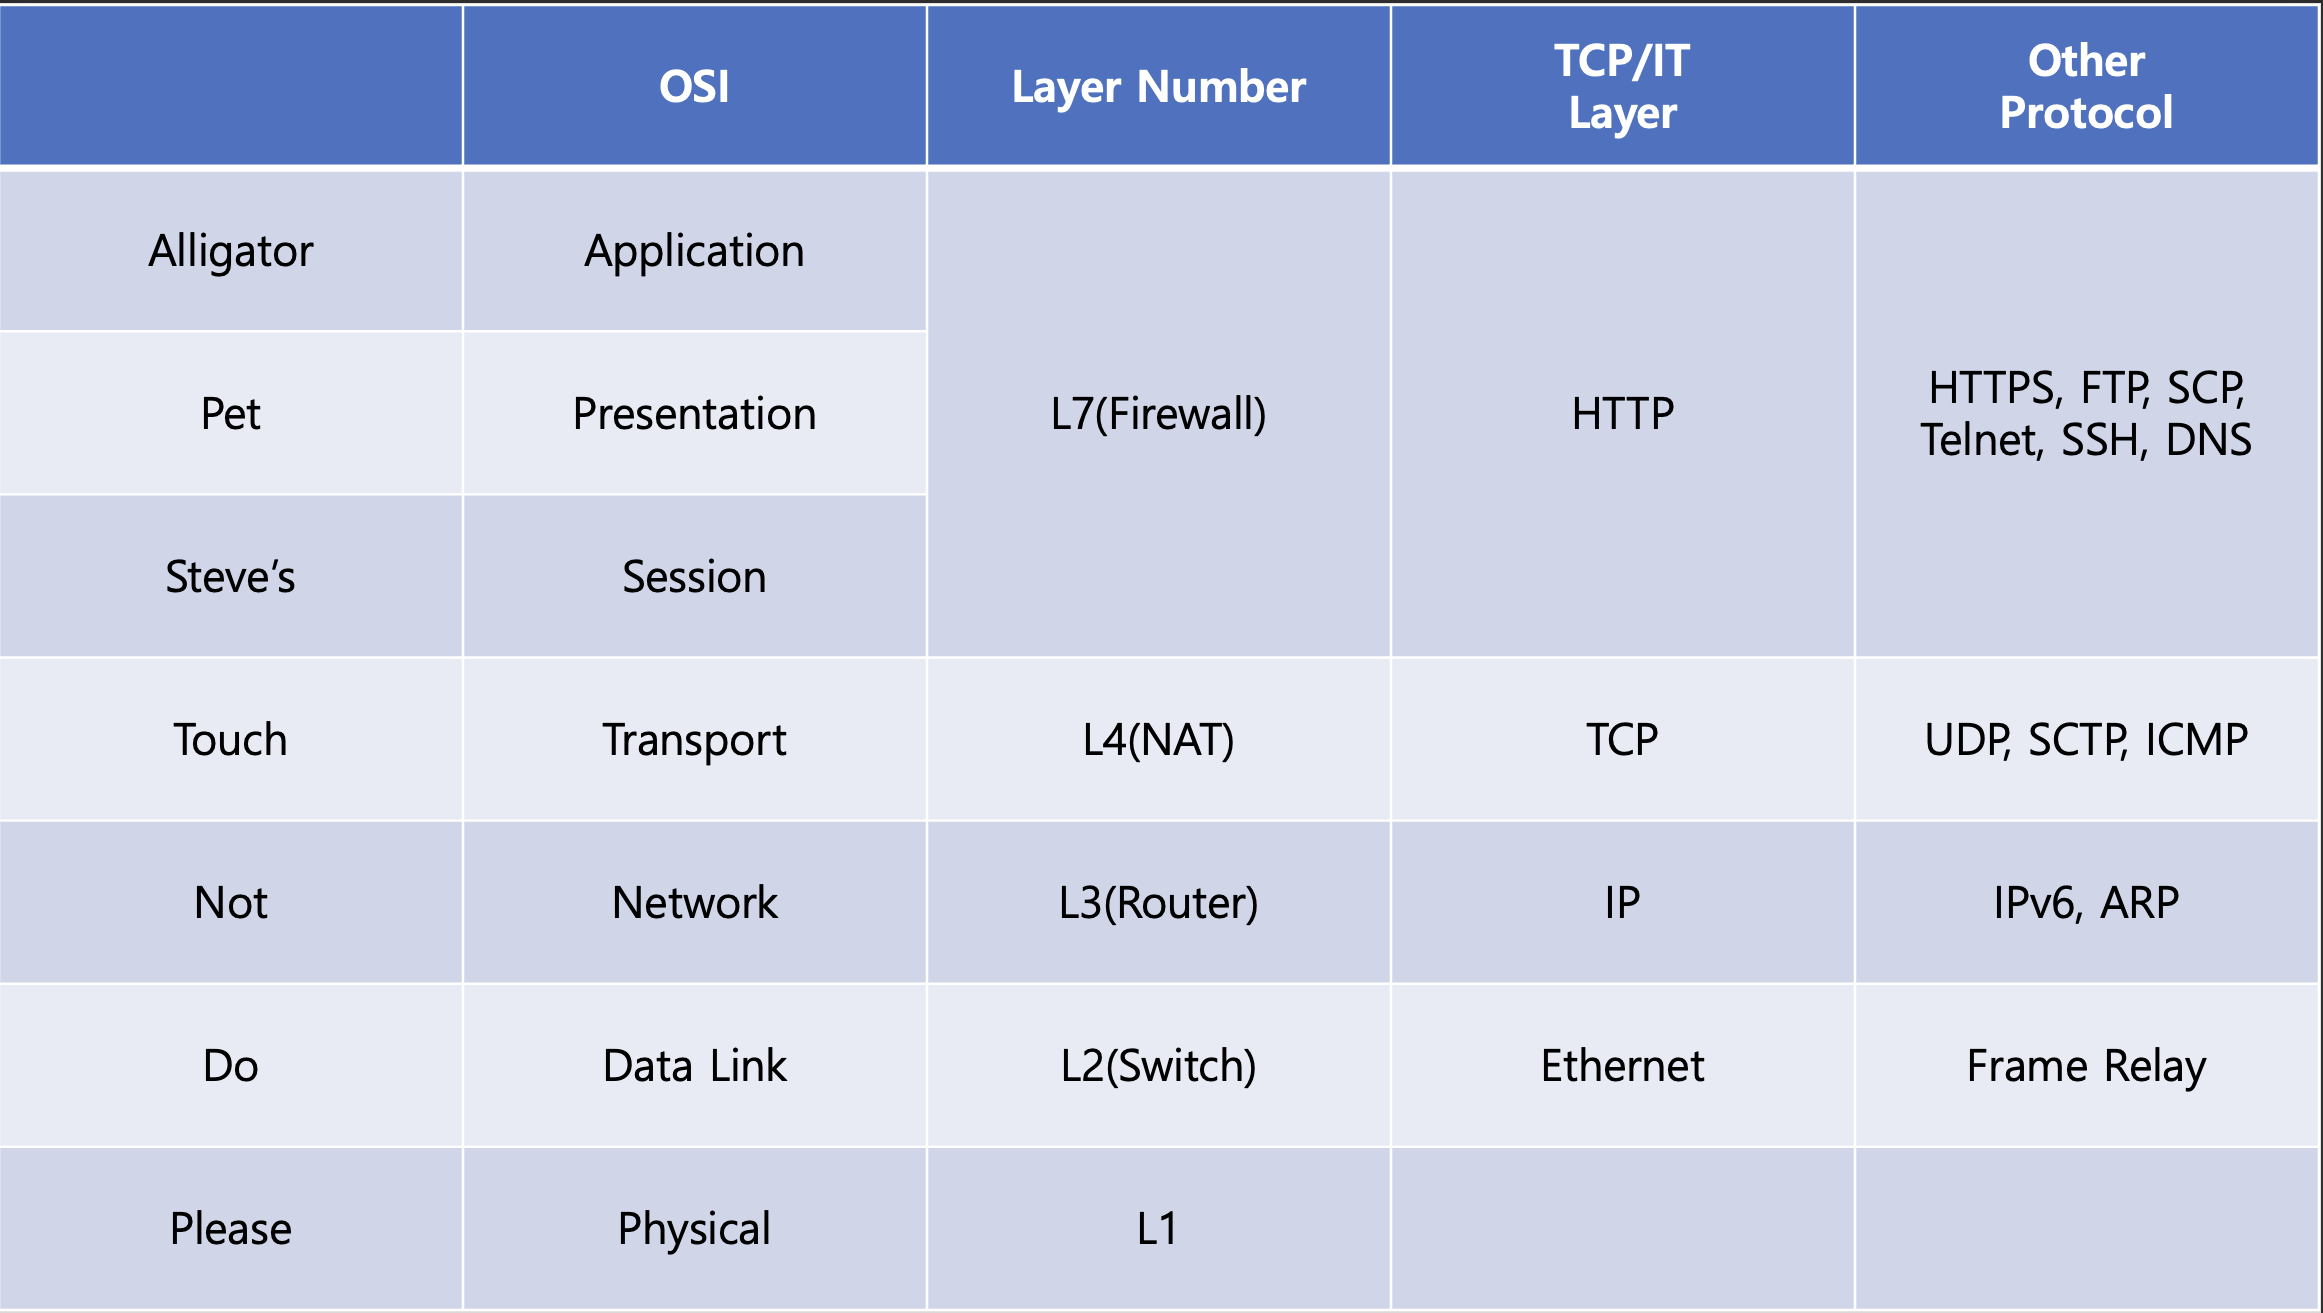 OSI
Layer Number
TCP/IT
Layer
Other
Protocol
Alligator
Application
L7(Firewall)
HTTP
HTTPS, FTP, SCP,
Telnet, SSH, DNS
Pet
Presentation
Steve‘s
Session
Touch
Transport
L4(NAT)
TCP
UDP, SCTP, ICMP
Not
Network
L3(Router)
IP
IPv6, ARP
Do
Data Link
L2(Switch)
Ethernet
Frame Relay
Please
Physical
L1